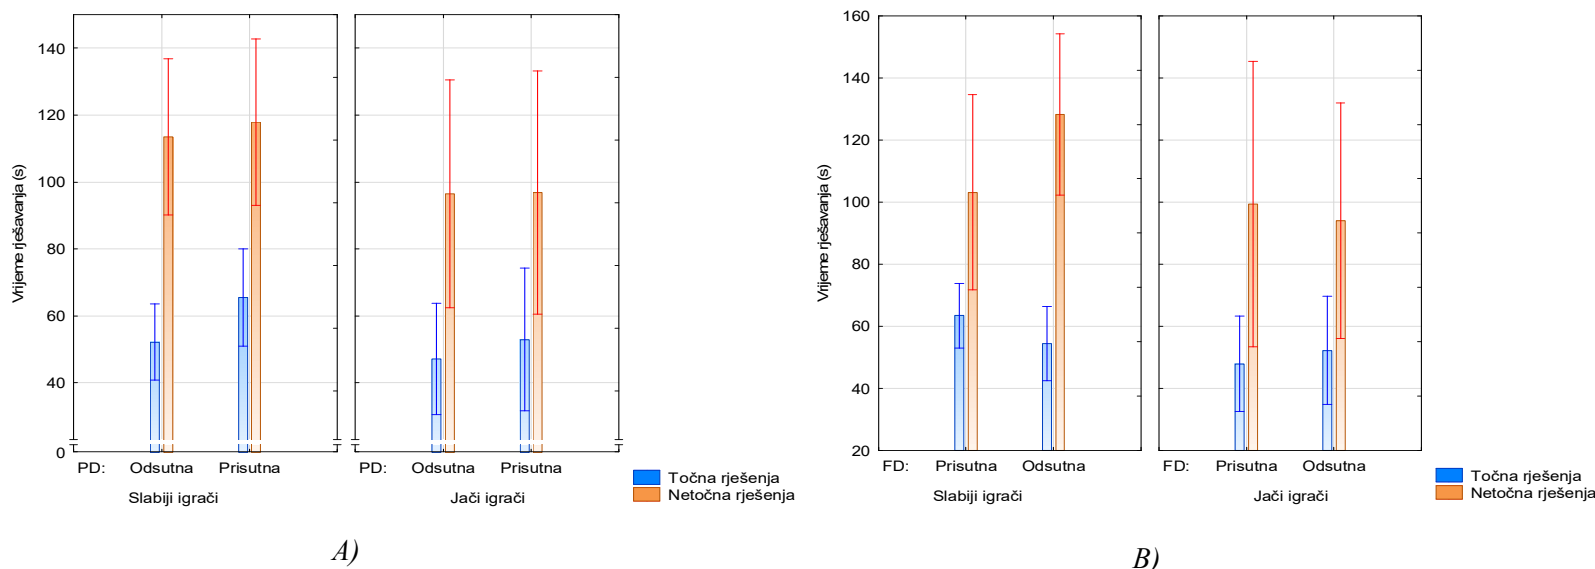 140
120
100
80
60
40
0
Vrijeme rješavanja (s)
PD: Odsutna Prisutna
Slabiji igrači
PD: Odsutna Prisutna
Jači igrači
Točna rješenja
Netočna rješenja
A)
160
140
120
100
80
60
40
20
Vrijeme rješavanja (s)
FD: Prisutna Odsutna
Slabiji igrači
FD: Prisutna Odsutna
Jači igrači
Točna rješenja
Netočna rješenja
B)